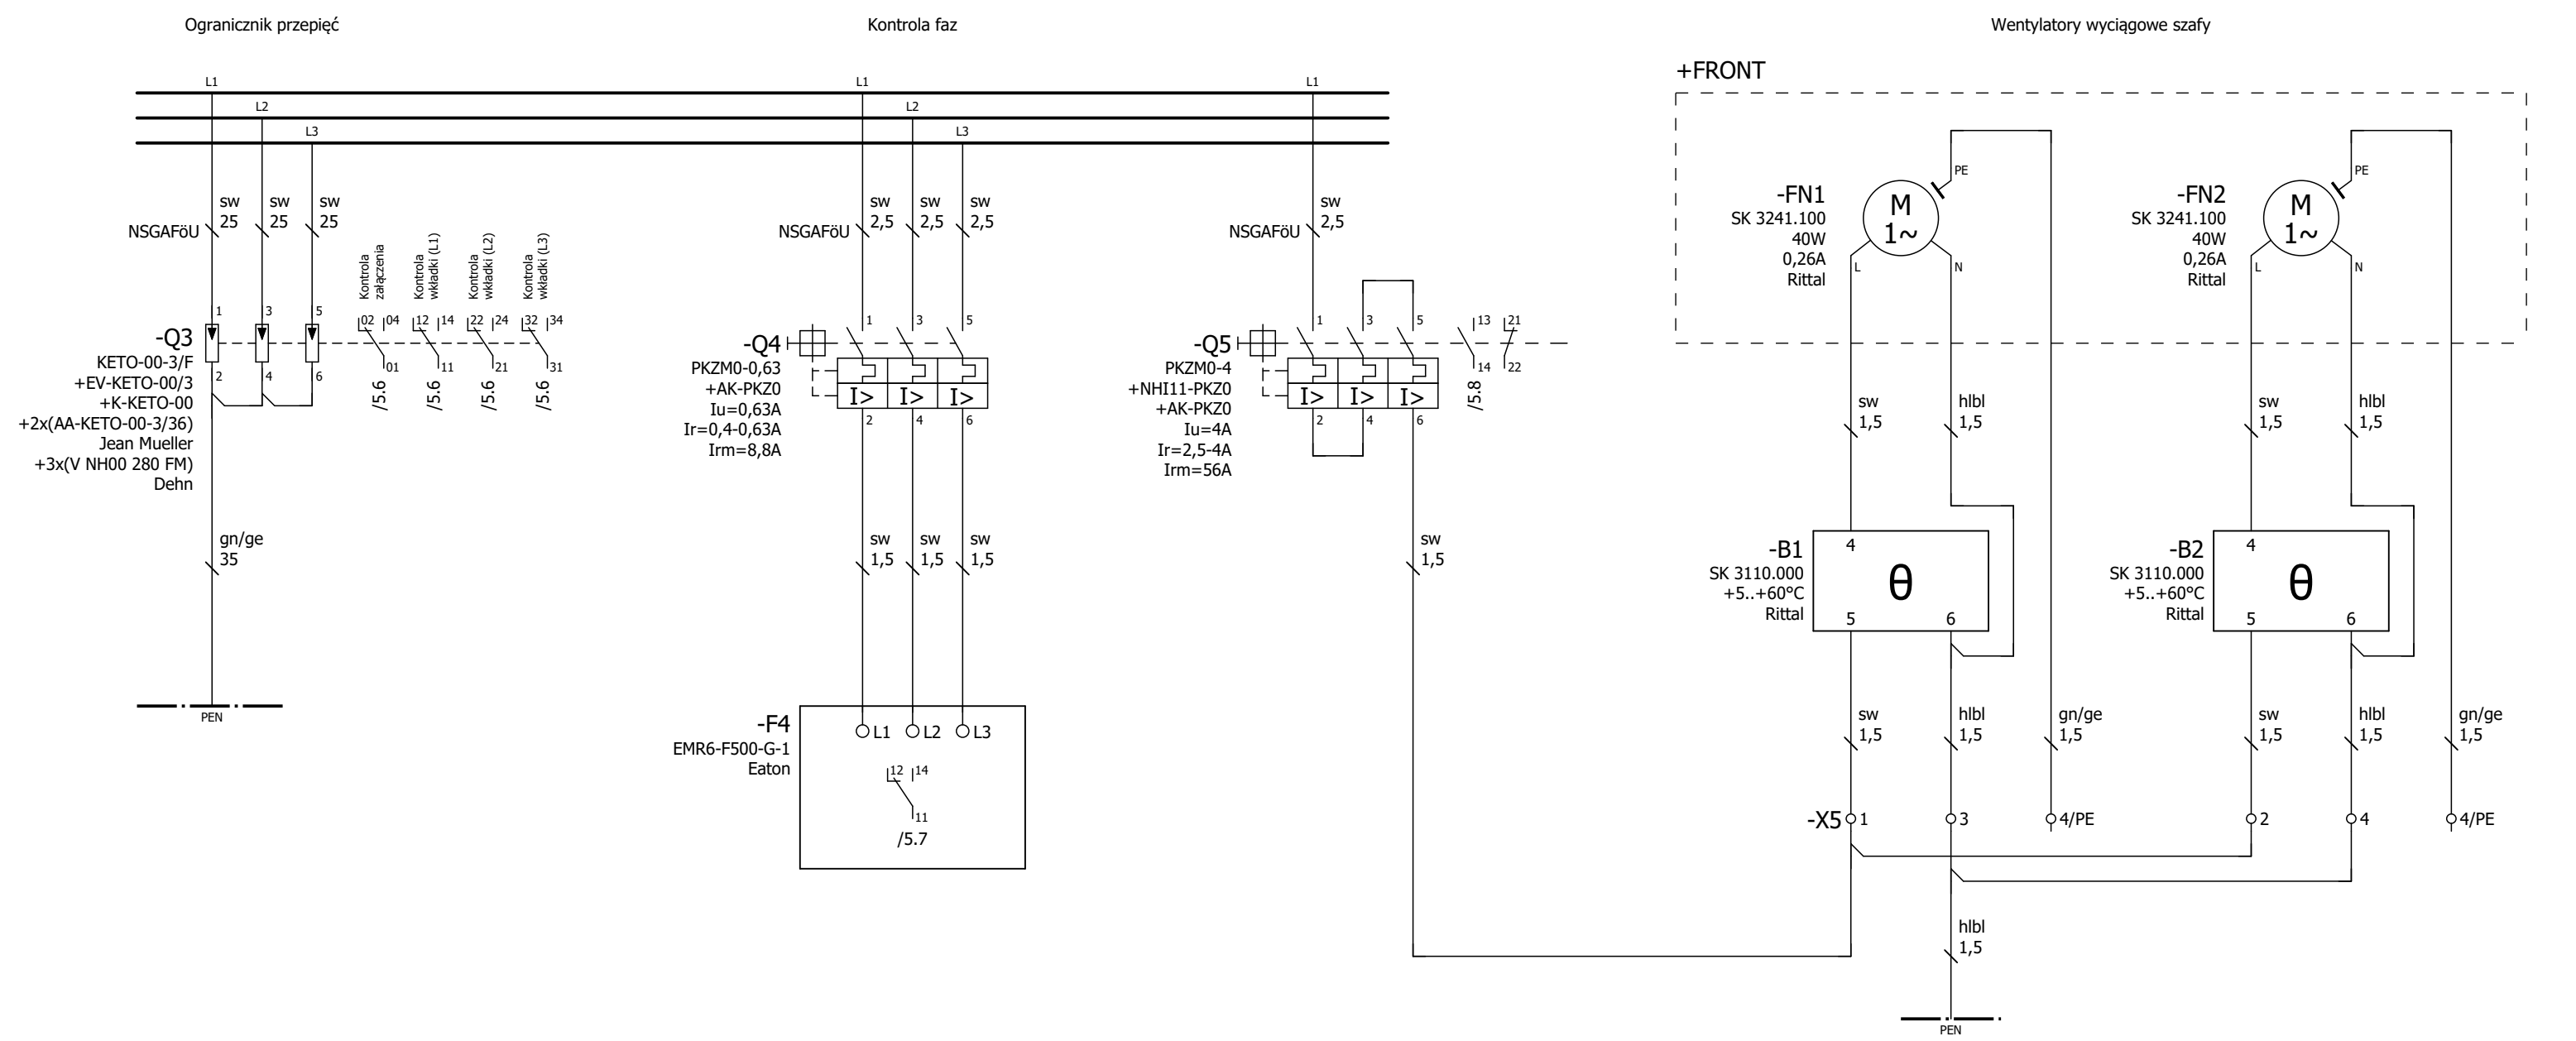 Ogranicznik przepięć
Kontrola faz
Wentylatory wyciągowe szafy
+FRONT
L1
L2
L3
L1
L2
L3
L1
sw
25
sw
25
sw
25
NSGAFöU
Kontrola
załączenia
Kontrola
wkładki (L1)
Kontrola
wkładki (L2)
Kontrola
wkładki (L3)
1
3
5
02 04
12 14
22 24
32 34
-Q3
KETO-00-3/F
+EV-KETO-00/3
+K-KETO-00
+2x(AA-KETO-00-3/36)
Jean Mueller
+3x(V NH00 280 FM)
Dehn
2
4
6
01
11
21
31
/5.6
/5.6
/5.6
/5.6
gn/ge
35
PEN
sw
2,5
sw
2,5
sw
2,5
NSGAFöU
1
3
5
-Q4
PKZM0-0,63
+AK-PKZ0
Iu=0,63A
Ir=0,4-0,63A
Irm=8,8A
I>
I>
I>
2
4
6
sw
1,5
sw
1,5
sw
1,5
-F4
EMR6-F500-G-1
Eaton
L1
L2
L3
12 14
11
/5.7
sw
2,5
NSGAFöU
1
3
5
13
21
-Q5
PKZM0-4
+NHI11-PKZ0
+AK-PKZ0
Iu=4A
Ir=2,5-4A
Irm=56A
I>
I>
I>
14
22
/5.8
2
4
6
sw
1,5
-FN1
SK 3241.100
40W
0,26A
Rittal
M
1~
PE
L
N
-FN2
SK 3241.100
40W
0,26A
Rittal
M
1~
PE
L
N
sw
1,5
hlbl
1,5
sw
1,5
hlbl
1,5
-B1
SK 3110.000
+5..+60°C
Rittal
4
θ
5
6
-B2
SK 3110.000
+5..+60°C
Rittal
4
θ
5
6
sw
1,5
hlbl
1,5
gn/ge
1,5
sw
1,5
hlbl
1,5
gn/ge
1,5
-X5
1
3
4/PE
2
4
4/PE
hlbl
1,5
PEN